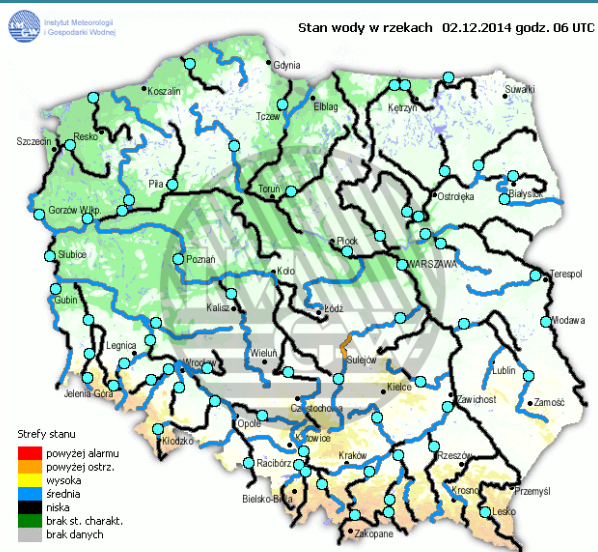 Instytut Meteorologii
i Gospodarki Wodnej
Stan wody w rzekach 02.12.2014 godz. 06 UTC
Gdynia
Suwałki
Koszalin
Elbląg
Kętrzyn
Tczew
Resko
Szczecin
Piła
Toruń
Ostrołęka
Białystok
Gorzów Wlkp.
Płock
Słubice
Poznań
Koło
WARSZAWA
Terespol
Gubin
Kalisz
Łódź
Włodawa
Legnica
Wrocław
Wieluń
Sulejów
Lublin
Jelenia Góra
Kielce
Zawichost
Zamość
Częstochowa
Opole
Strefy stanu
Kłodzko
Katowice
powyżej alarmu
Racibórz
Kraków
Rzeszów
powyżej ostrz.
wysoka
Bielsko-Biała
Krosno
Przemyśl
średnia
niska
Lesko
brak st. charakt.
Zakopane
brak danych